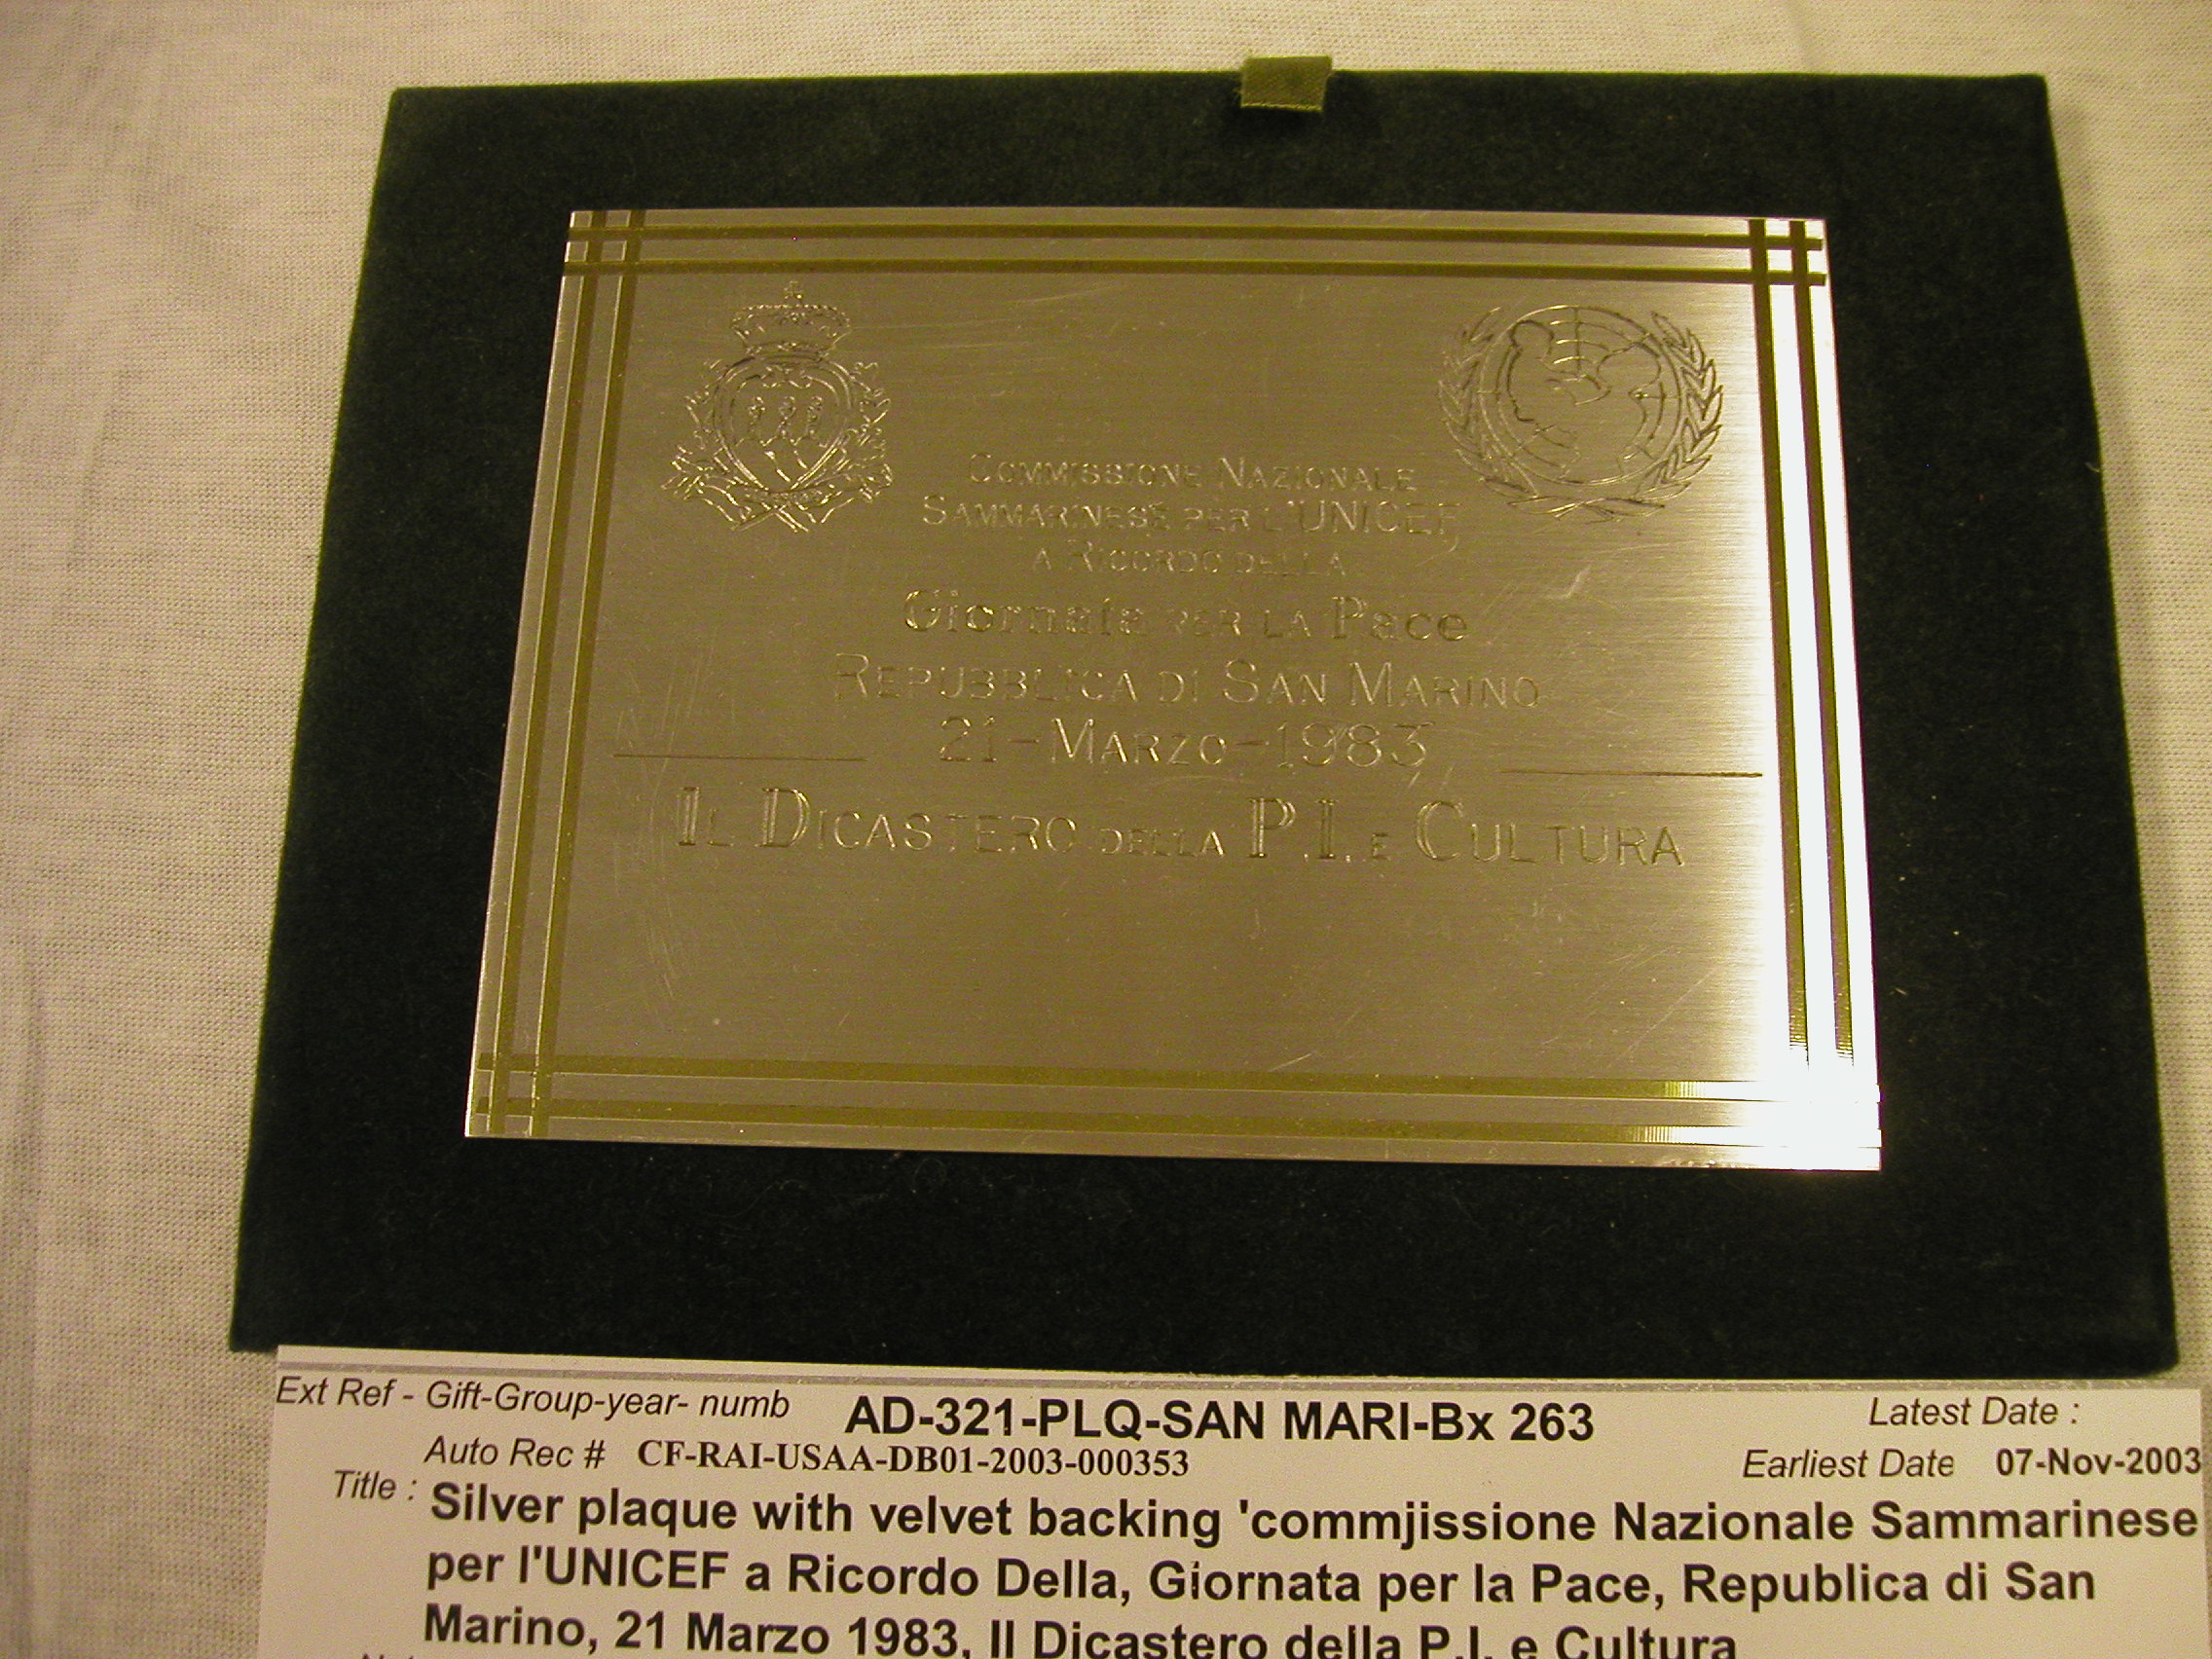 Commissione Nazionale
Sammarinese per l'UNICEF
a Ricordo della
Giornata per la Pace
Repubblica di San Marino
21-Marzo-1983
Il Dicastero della P.I. e Cultura
Ext Ref - Gift-Group-year- numb AD-321-PLQ-SAN MARI-Bx 263 Latest Date :
Auto Rec # CF-RAI-USAA-DB01-2003-000353 Earliest Date 07-Nov-2003
Title : Silver plaque with velvet backing 'commjissione Nazionale Sammarinese
per l'UNICEF a Ricordo Della, Giornata per la Pace, Republica di San
Marino, 21 Marzo 1983, Il Dicastero della P.I. e Cultura